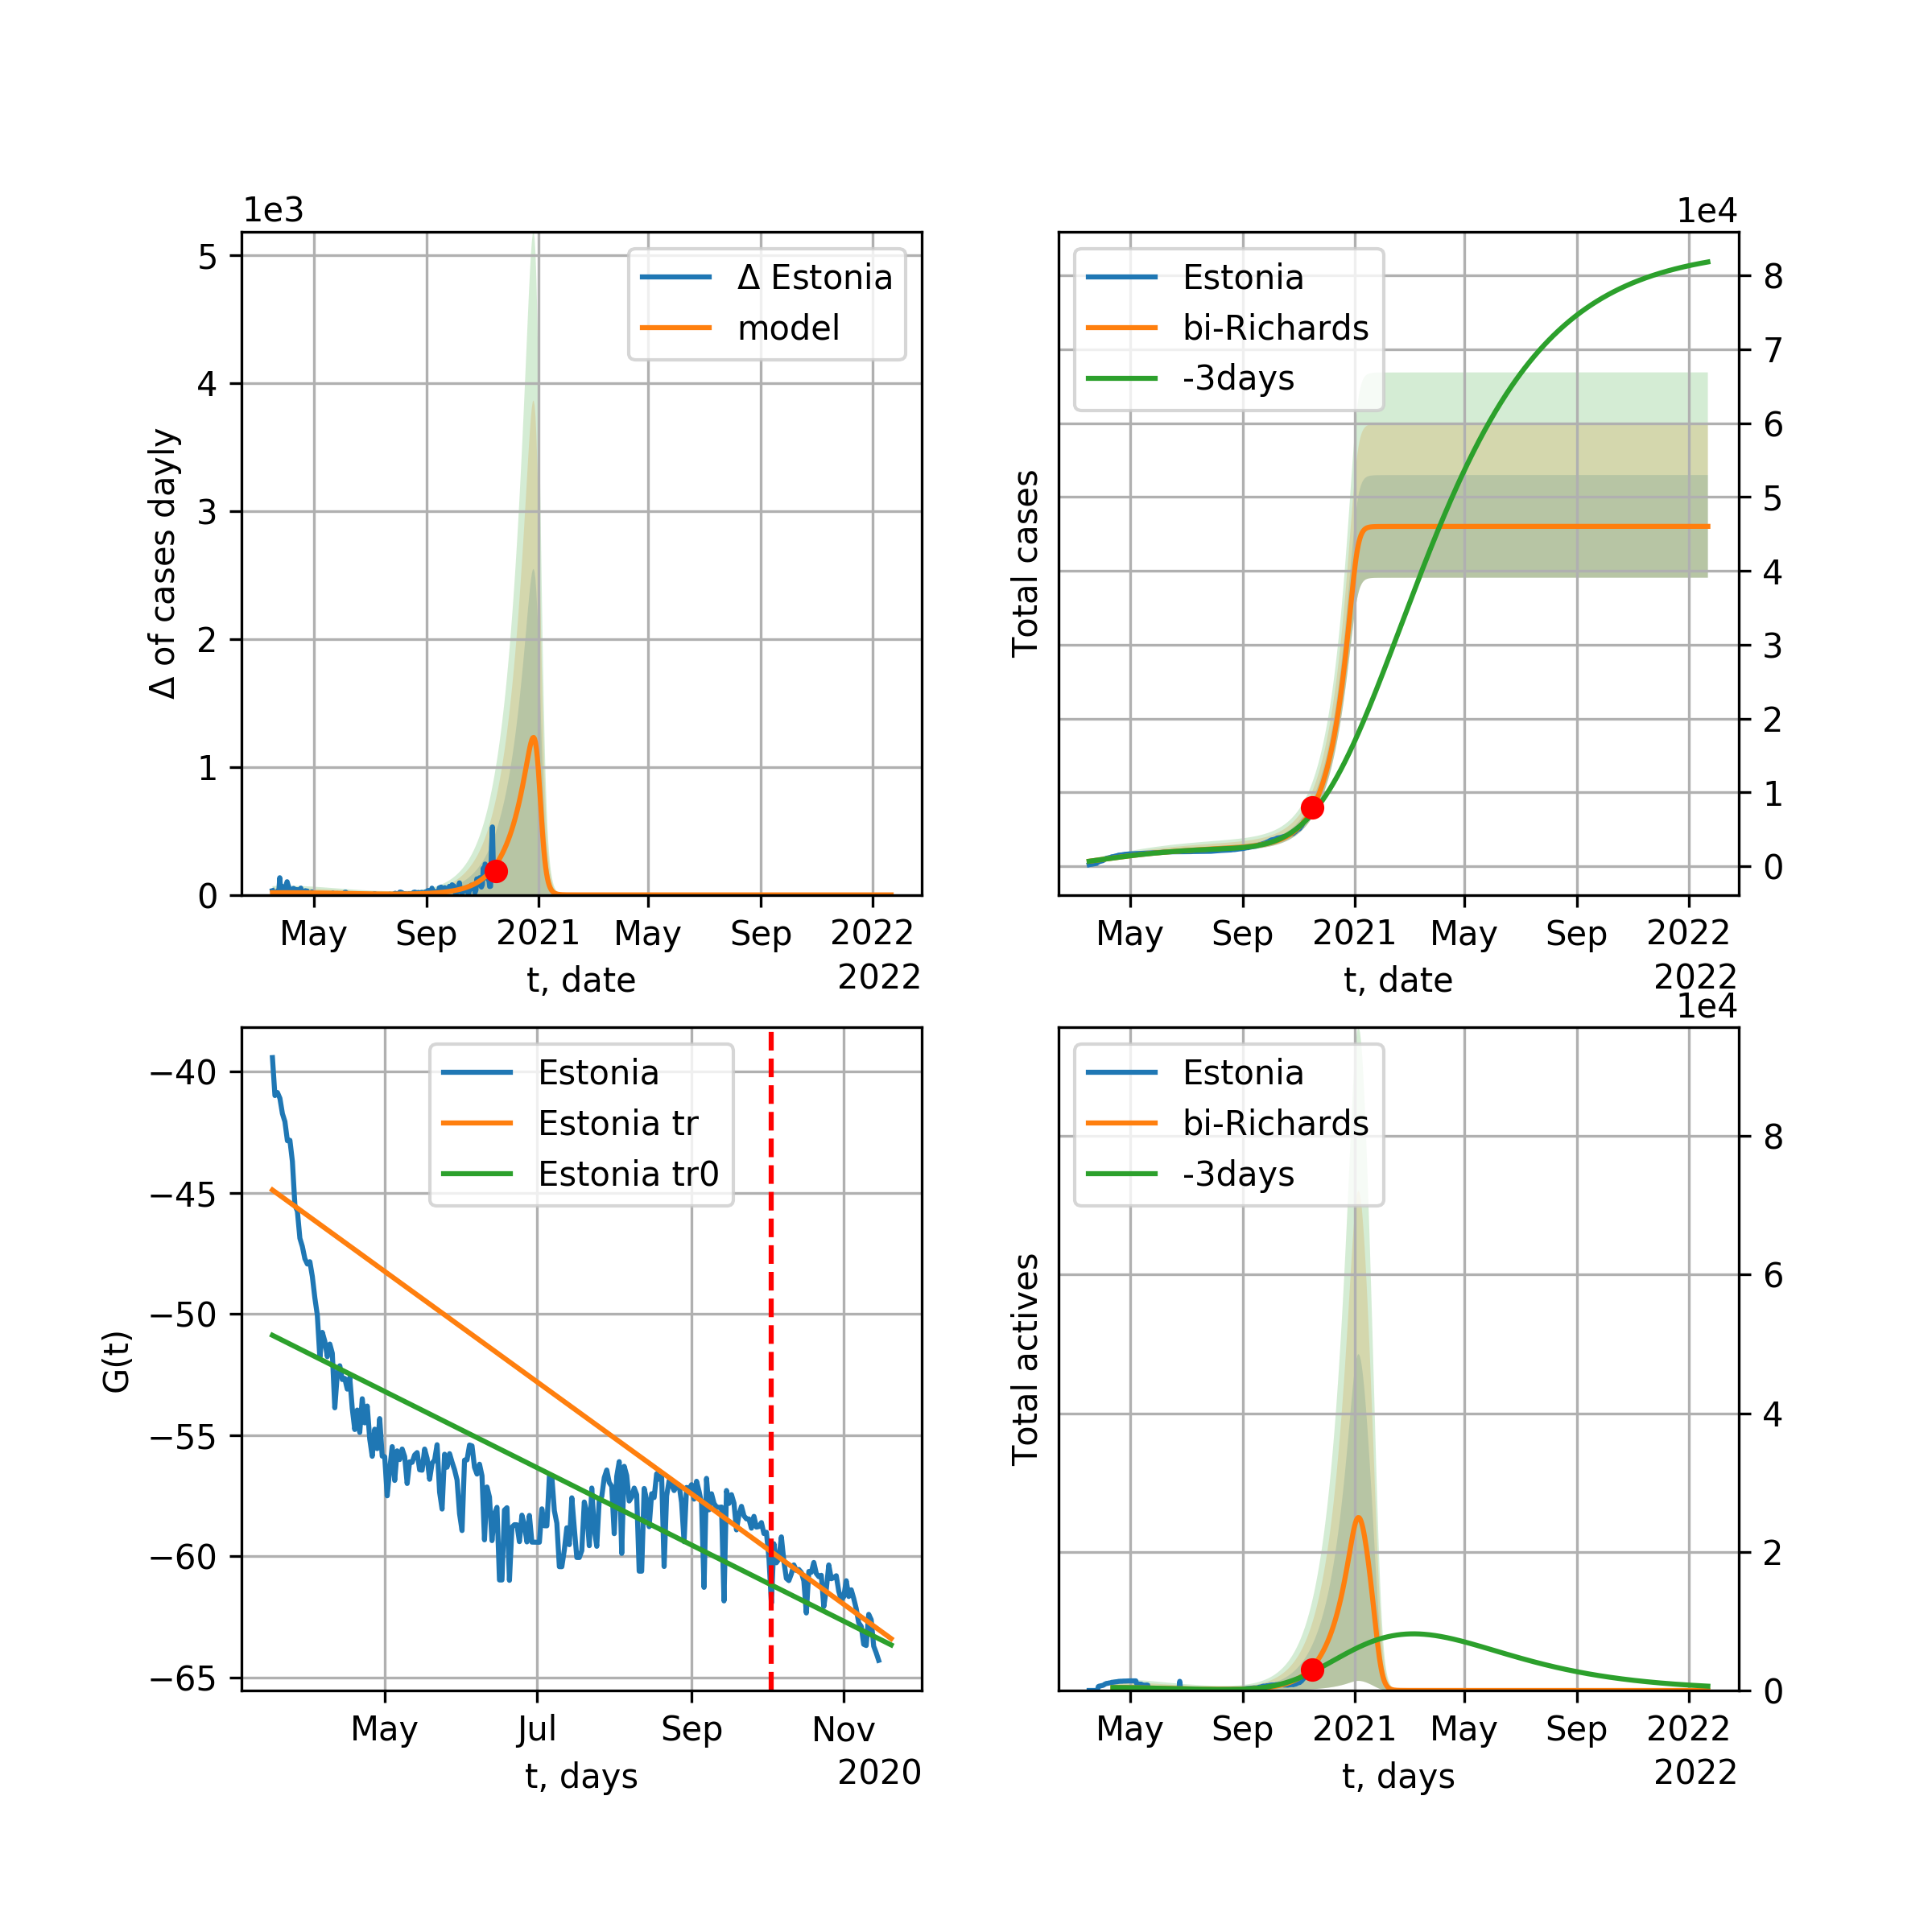 1e3
5
4
3
2
1
0
Δ of cases dayly
Δ Estonia
model
May Sep 2021 May Sep 2022
t, date
2022
1e4
Total cases
Estonia
bi-Richards
-3days
8
7
6
5
4
3
2
1
0
May Sep 2021 May Sep 2022
t, date
2022
−40
−45
−50
−55
−60
−65
G(t)
Estonia
Estonia tr
Estonia tr0
May Jul Sep Nov
t, days
2020
1e4
Total actives
Estonia
bi-Richards
-3days
8
6
4
2
0
May Sep 2021 May Sep 2022
t, days
2022